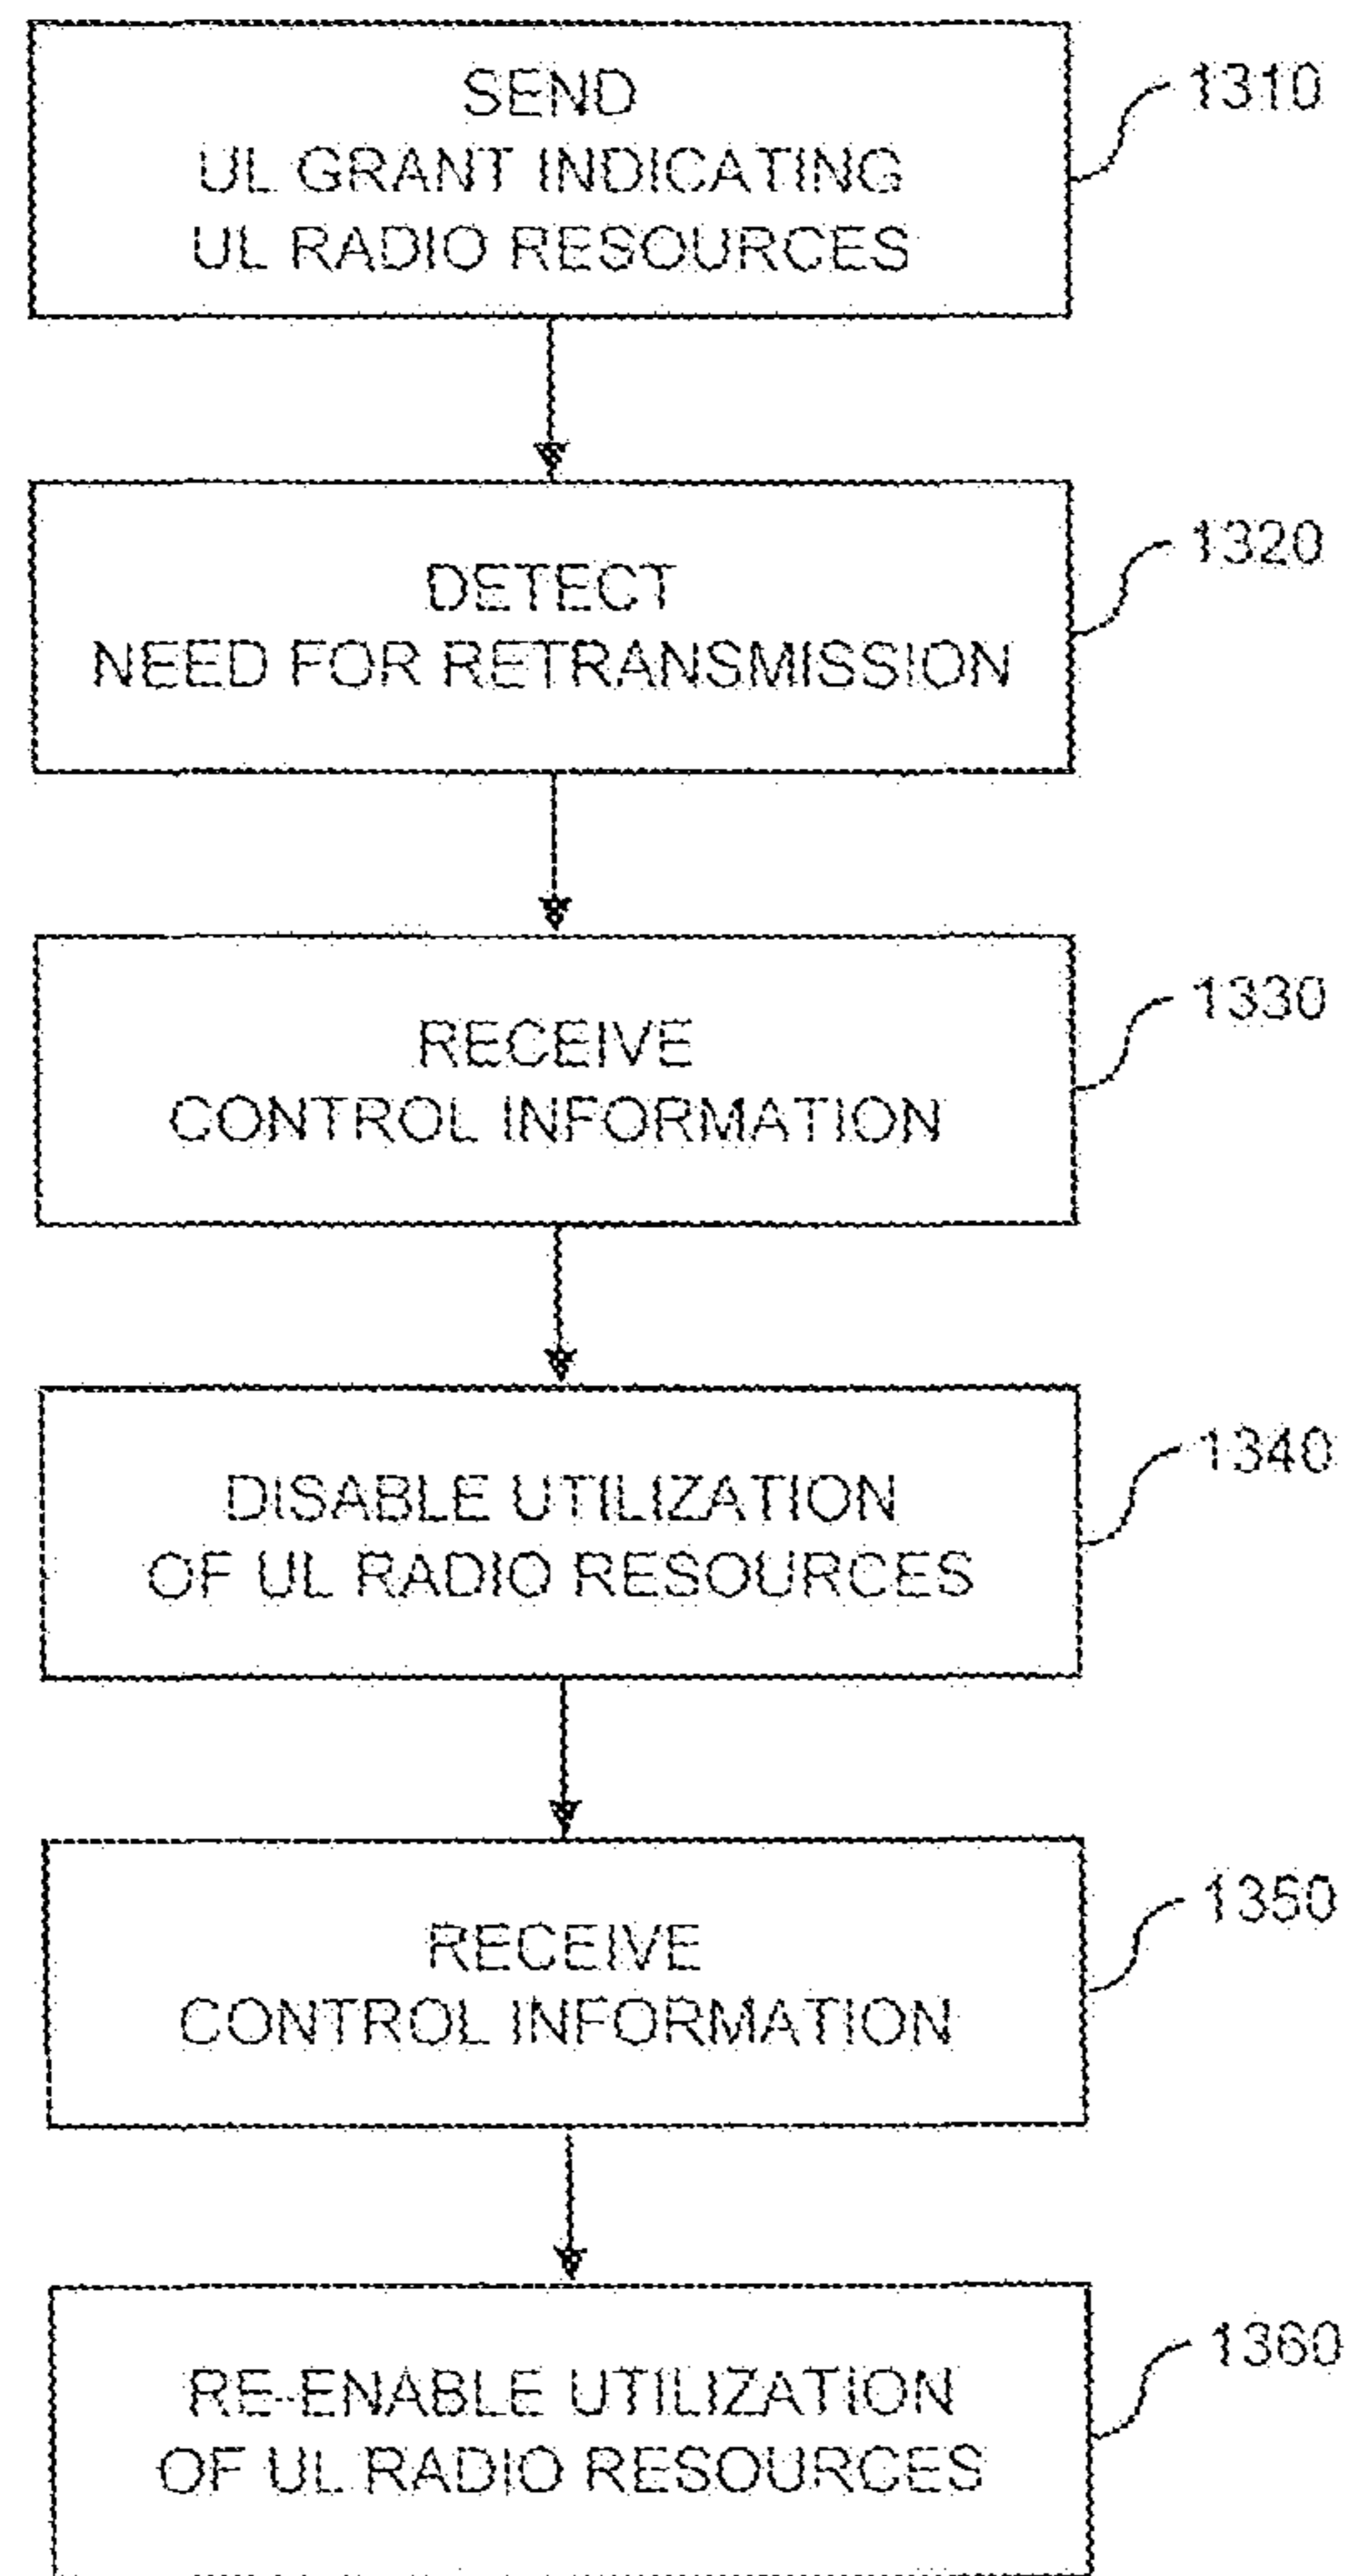 SEND
UL GRANT INDICATING
UL RADIO RESOURCES
1310
DETECT
NEED FOR RETRANSMISSION
1320
RECEIVE
CONTROL INFORMATION
1330
DISABLE UTILIZATION
OF UL RADIO RESOURCES
1340
RECEIVE
CONTROL INFORMATION
1350
RE-ENABLE UTILIZATION
OF UL RADIO RESOURCES
1360